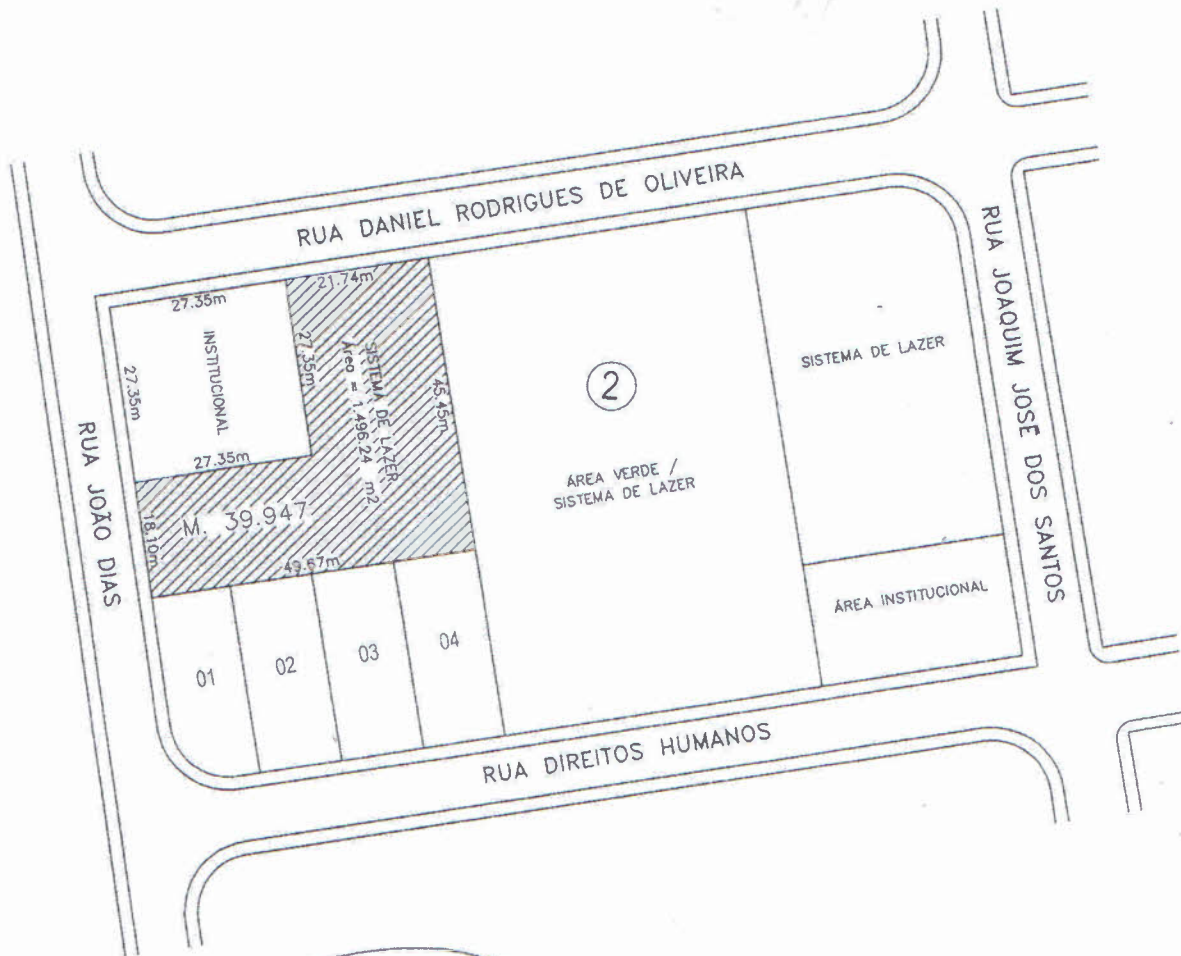 RUA DANIEL RODRIGUES DE OLIVEIRA
RUA JOAQUIM JOSE DOS SANTOS
27.35m
21.74m
INSTITUCIONAL
27.35m
27.35m
SISTEMA DE LAZER
Área = 1.496.24 m2
45.45m
2
SISTEMA DE LAZER
RUA JOÃO DIAS
27.35m
ÁREA VERDE /
SISTEMA DE LAZER
18.10m
M. 39.947
49.67m
ÁREA INSTITUCIONAL
01
02
03
04
RUA DIREITOS HUMANOS